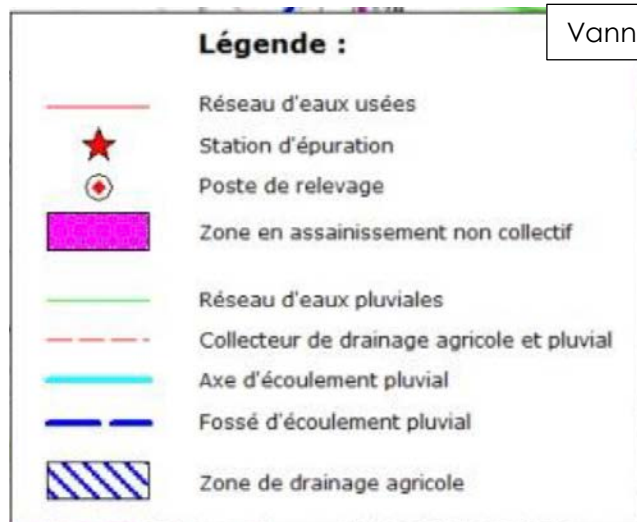 Légende :
Vann
Réseau d'eaux usées
Station d'épuration
Poste de relevage
Zone en assainissement non collectif
Réseau d'eaux pluviales
Collecteur de drainage agricole et pluvial
Axe d'écoulement pluvial
Fossé d'écoulement pluvial
Zone de drainage agricole